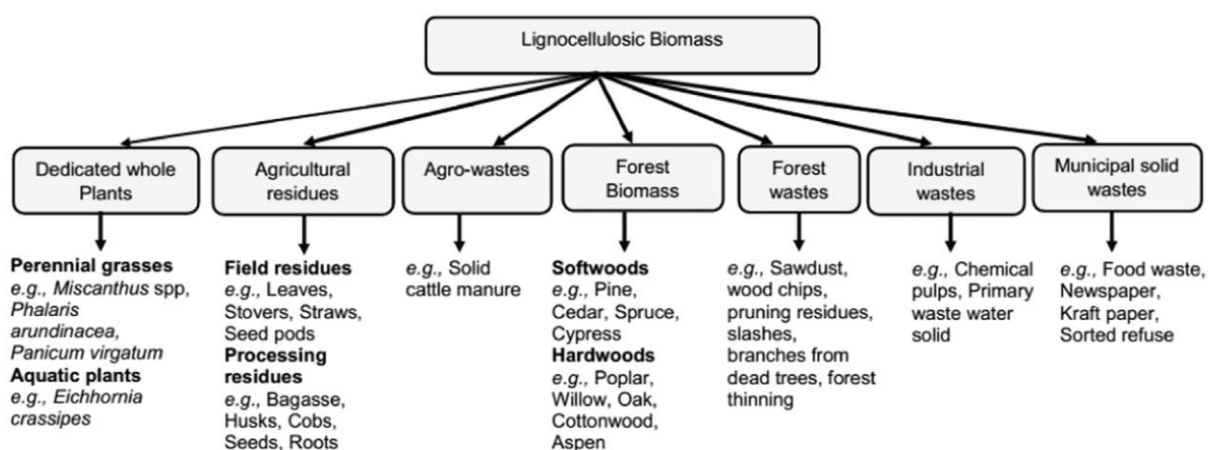 Lignocellulosic Biomass
Dedicated whole
Plants
Agricultural
residues
Agro-wastes
Forest
Biomass
Forest
wastes
Industrial
wastes
Municipal solid
wastes
Perennial grasses
e.g., Miscanthus spp,
Phalaris
arundinacea,
Panicum virgatum
Aquatic plants
e.g., Eichhornia
crassipes
Field residues
e.g., Leaves,
Stovers, Straws,
Seed pods
Processing
residues
e.g., Bagasse,
Husks, Cobs,
Seeds, Roots
e.g., Solid
cattle manure
Softwoods
e.g., Pine,
Cedar, Spruce,
Cypress
Hardwoods
e.g., Poplar,
Willow, Oak,
Cottonwood,
Aspen
e.g., Sawdust,
wood chips,
pruning residues,
slashes,
branches from
dead trees, forest
thinning
e.g., Chemical
pulps, Primary
waste water
solid
e.g., Food waste,
Newspaper,
Kraft paper,
Sorted refuse